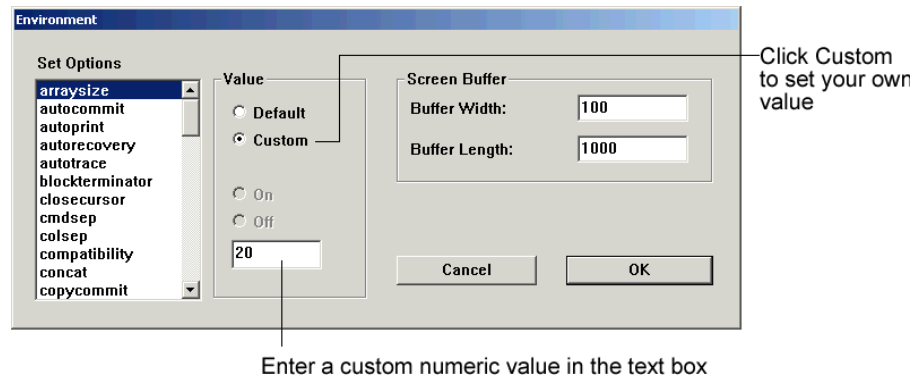 Environment
Set Options
arraysize
autocommit
autoprint
autorecovery
autotrace
blockterminator
closecursor
cmdsep
colsep
compatibility
concat
copycommit
Value
Default
Custom
On
Off
20
Screen Buffer
Buffer Width:
100
Buffer Length:
1000
Cancel
OK
Click Custom
to set your own
value
Enter a custom numeric value in the text box